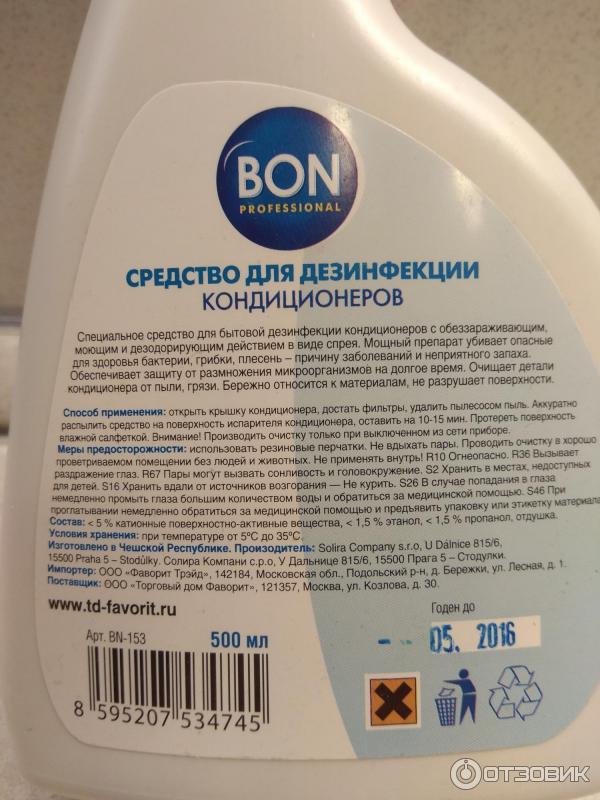 BON
PROFESSIONAL
СРЕДСТВО ДЛЯ ДЕЗИНФЕКЦИИ
КОНДИЦИОНЕРОВ
Специальное средство для бытовой дезинфекции кондиционеров с обеззараживающим,
моющим и дезодорирующим действием в виде спрея. Мощный препарат убивает опасные
для здоровья бактерии, грибки, плесень – причину заболеваний и неприятного запаха.
Обеспечивает защиту от размножения микроорганизмов на долгое время. Очищает детали
кондиционера от пыли, грязи. Бережно относится к материалам, не разрушает поверхности.
Способ применения: открыть крышку кондиционера, достать фильтры, удалить пылесосом пыль. Аккуратно
распылить средство на поверхность испарителя кондиционера, оставить на 10-15 мин. Протереть поверхность
влажной салфеткой. Внимание! Производить очистку только при выключенном из сети приборе.
Меры предосторожности: использовать резиновые перчатки. Не вдыхать пары. Проводить очистку в хорошо
проветриваемом помещении без людей и животных. Не применять внутрь! R10 Огнеопасно. R36 Вызывает
раздражение глаз. R67 Пары могут вызвать сонливость и головокружение. S2 Хранить в местах, недоступных
для детей. S16 Хранить вдали от источников возгорания — Не курить. S26 В случае попадания в глаза
немедленно промыть глаза большим количеством воды и обратиться за медицинской помощью. S46 При
проглатывании немедленно обратиться за медицинской помощью и предъявить упаковку или этикетку материала
Состав: < 5 % катионные поверхностно-активные вещества, < 1,5 % этанол, < 1,5 % пропанол, отдушка.
Условия хранения: при температуре от 5ºС до 35ºС.
Изготовлено в Чешской Республике. Производитель: Solira Company s.r.o, U Dálnice 815/6,
15500 Praha 5 – Stodůlky. Солира Компани с.р.о, У Дальнице 815/6, 15500 Прага 5 – Стодулки.
Импортер: ООО «Фаворит Трэйд», 142184, Московская обл., Подольский р-н, д. Бережки, ул. Лесная, д. 1.
Поставщик: ООО «Торговый дом Фаворит», 121357, Москва, ул. Козлова, д. 30.
www.td-favorit.ru
Годен до
05. 2016
Арт. BN-153
500 мл
8 595207 534745
ОТЗОВИК